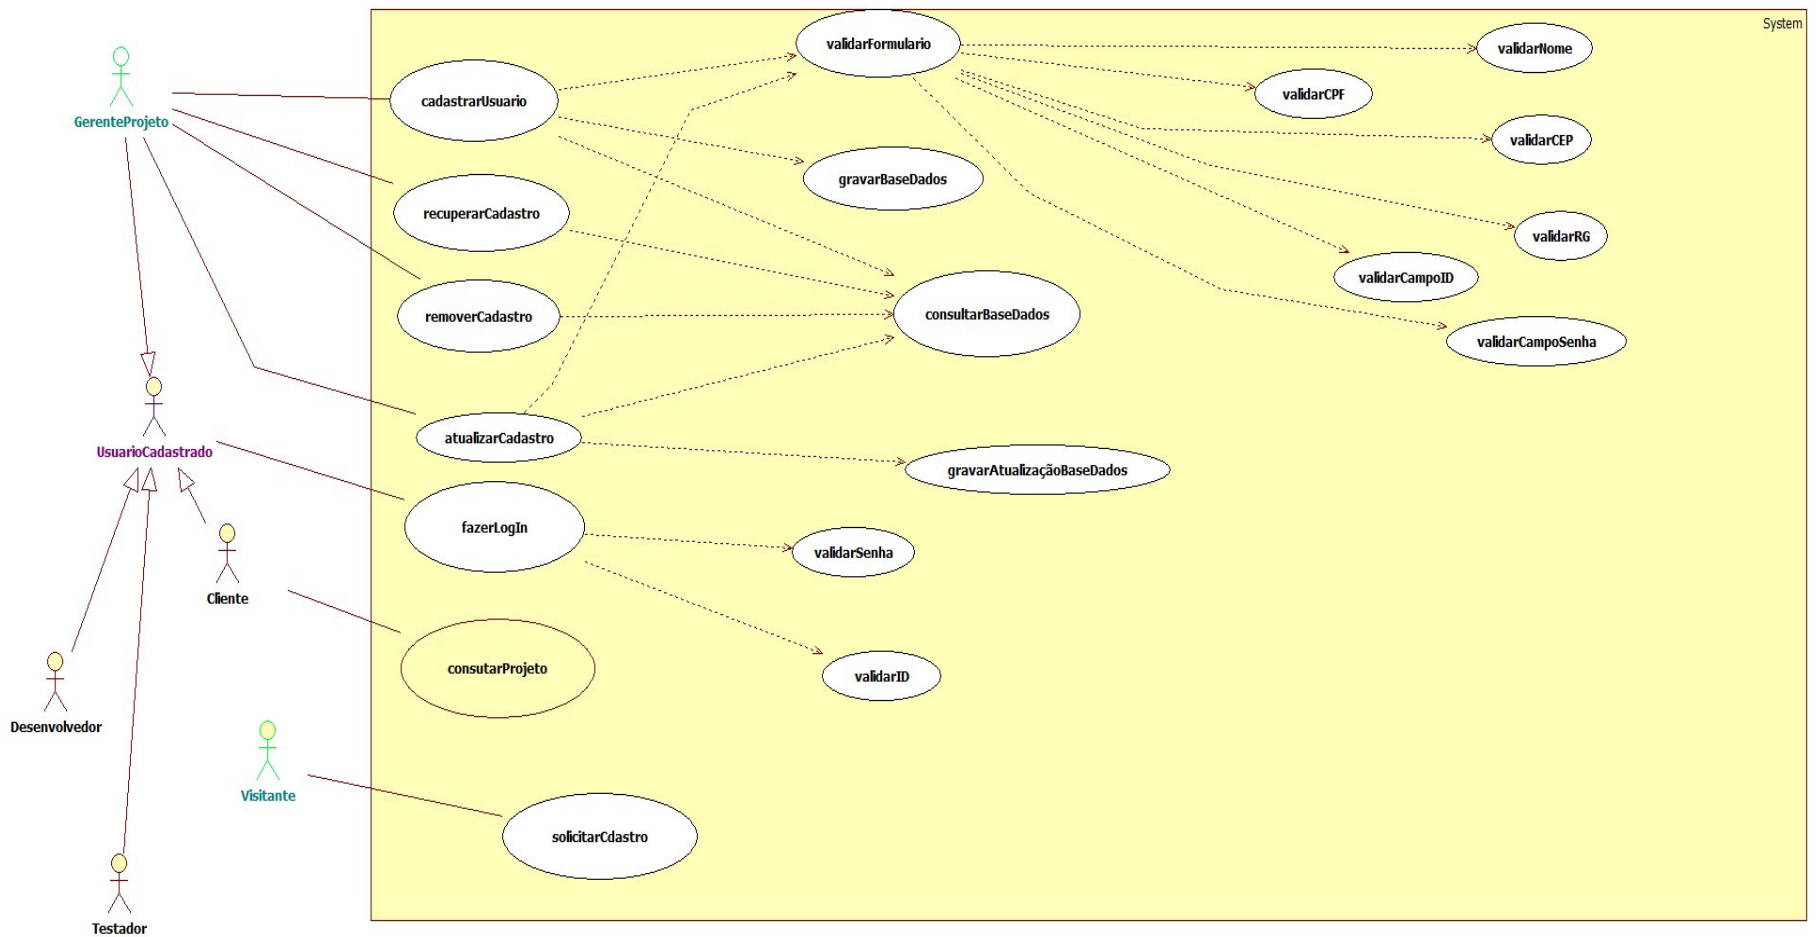 System
validarFormulario
validarNome
GerenteProjeto
cadastrarUsuario
validarCPF
validarCEP
gravarBaseDados
recuperarCadastro
validarRG
validarCampoID
removerCadastro
consultarBaseDados
validarCampoSenha
UsuarioCadastrado
atualizarCadastro
gravarAtualizaçãoBaseDados
fazerLogIn
validarSenha
Cliente
consutarProjeto
validarID
Desenvolvedor
Visitante
solicitarCdastro
Testador